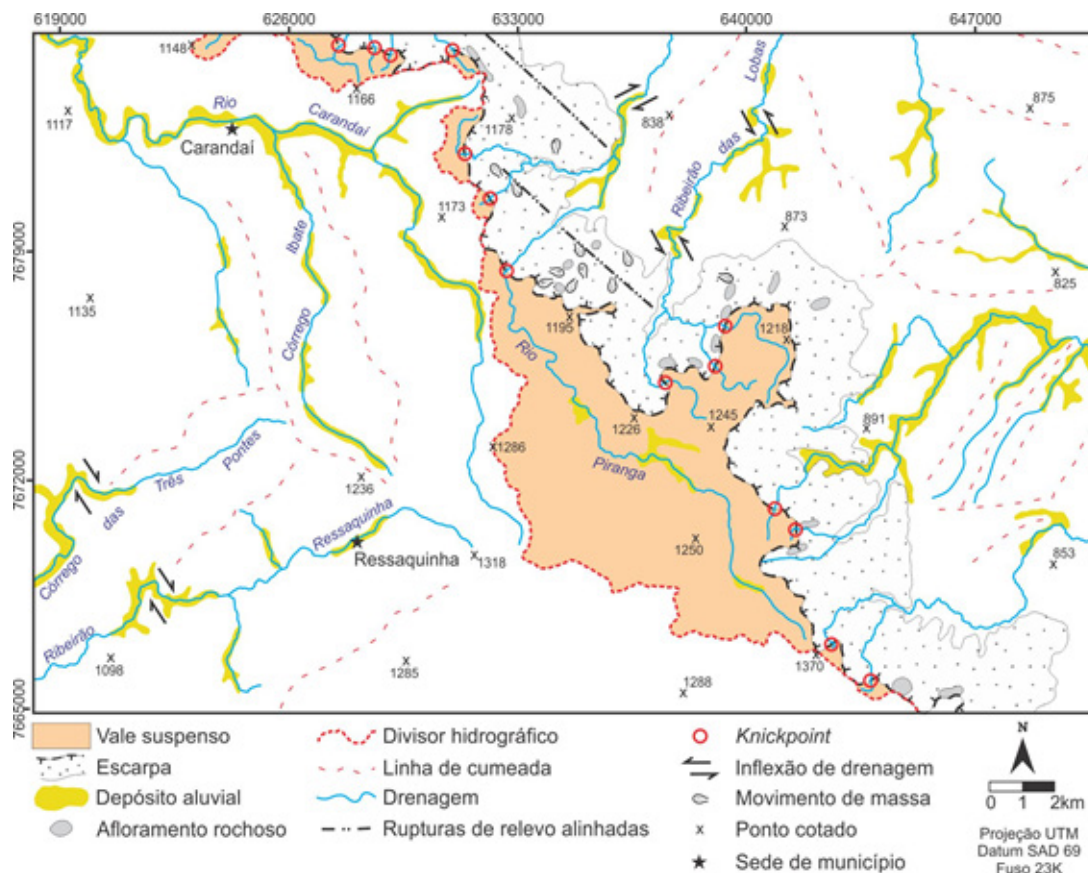 619000 626000 633000 640000 647000
1148
1166
1117
Rio
Carandaí
Carandaí
1178
838
Lobas
das
Ribeirão
875
1173
873
7679000
825
1135
Ibate
Córrego
1195
Rio
1218
1226
1245
891
1286
Piranga
Pontes
Três
das
Córrego
7672000
1236
Ressaquinha
Ressaquinha
1318
1250
853
Ribeirão
1098
1285
1370
1288
7665000
Vale suspenso
Escarpa
Depósito aluvial
Afloramento rochoso
Divisor hidrográfico
Linha de cumeada
Drenagem
Rupturas de relevo alinhadas
Knickpoint
Inflexão de drenagem
Movimento de massa
Ponto cotado
Sede de município
N
0 1 2km
Projeção UTM
Datum SAD 69
Fuso 23K